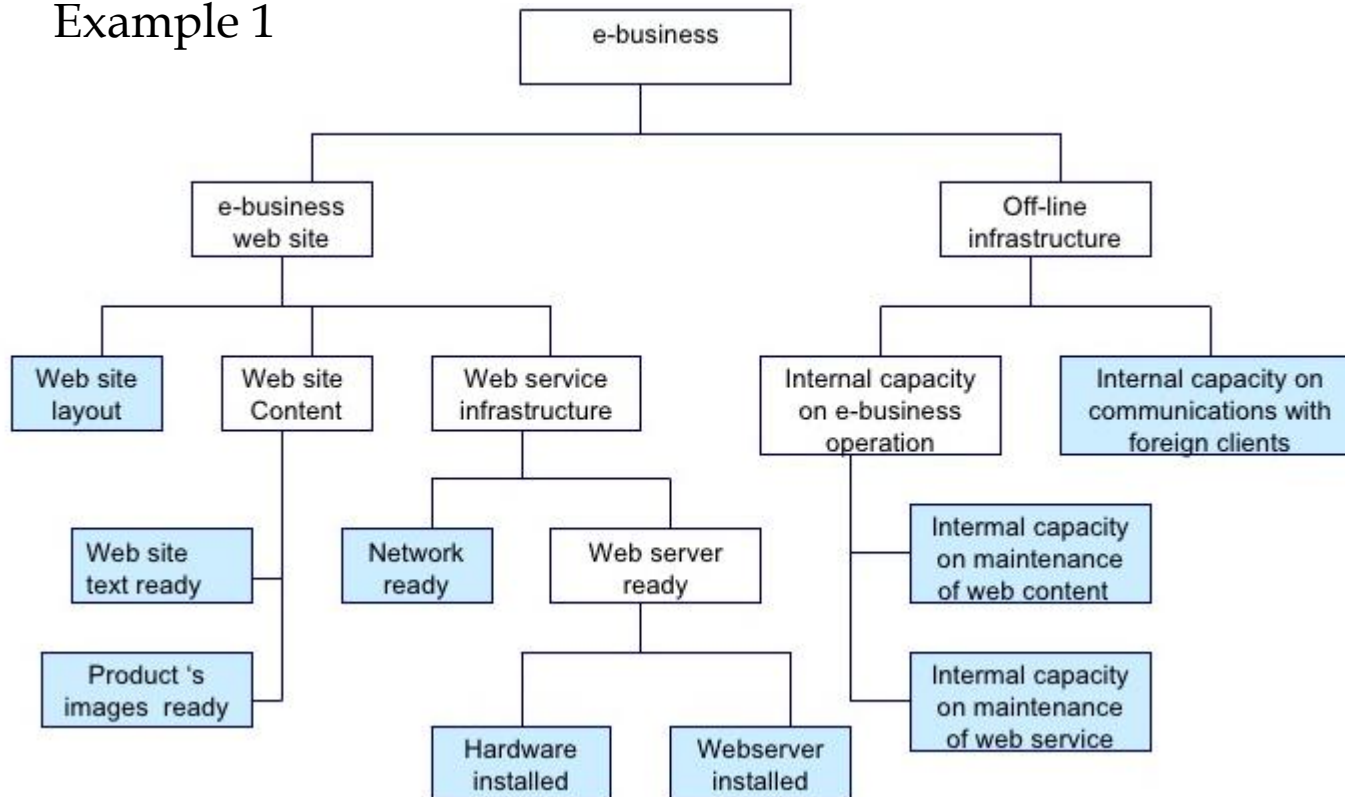 Example 1
e-business
e-business
web site
Off-line
infrastructure
Web site
layout
Web site
Content
Web service
infrastructure
Internal capacity
on e-business
operation
Internal capacity on
communications with
foreign clients
Web site
text ready
Network
ready
Web server
ready
Intermal capacity
on maintenance
of web content
Product ‘s
images ready
Intermal capacity
on maintenance
of web service
Hardware
installed
Webserver
installed